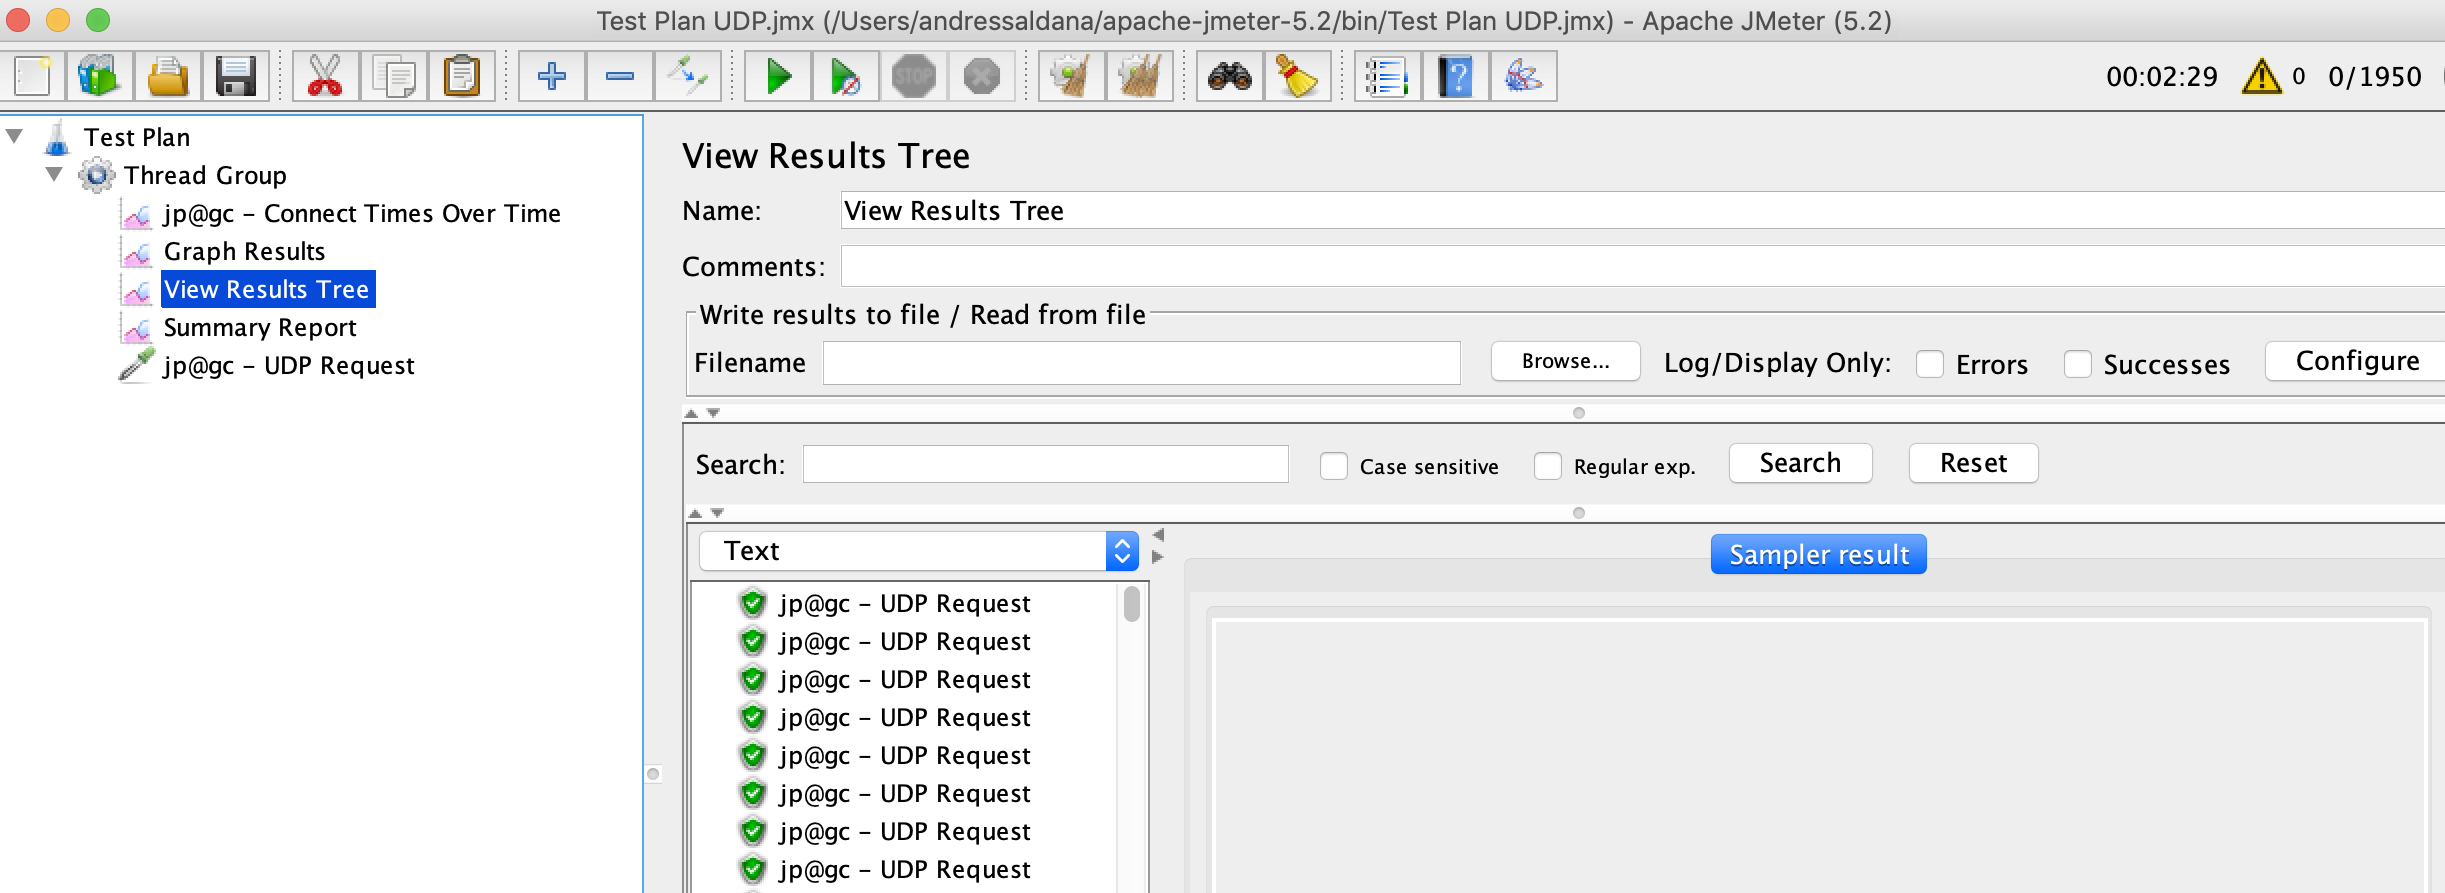 Test Plan UDP.jmx (/Users/andressaldana/apache-jmeter-5.2/bin/Test Plan UDP.jmx) - Apache JMeter (5.2)
STOP
?
00:02:29 0 0/1950
Test Plan
Thread Group
jp@gc - Connect Times Over Time
Graph Results
View Results Tree
Summary Report
jp@gc - UDP Request
View Results Tree
Name: View Results Tree
Comments:
Write results to file / Read from file
Filename Browse... Log/Display Only: Errors Successes Configure
Search: Case sensitive Regular exp. Search Reset
Text
Sampler result
jp@gc - UDP Request
jp@gc - UDP Request
jp@gc - UDP Request
jp@gc - UDP Request
jp@gc - UDP Request
jp@gc - UDP Request
jp@gc - UDP Request
jp@gc - UDP Request